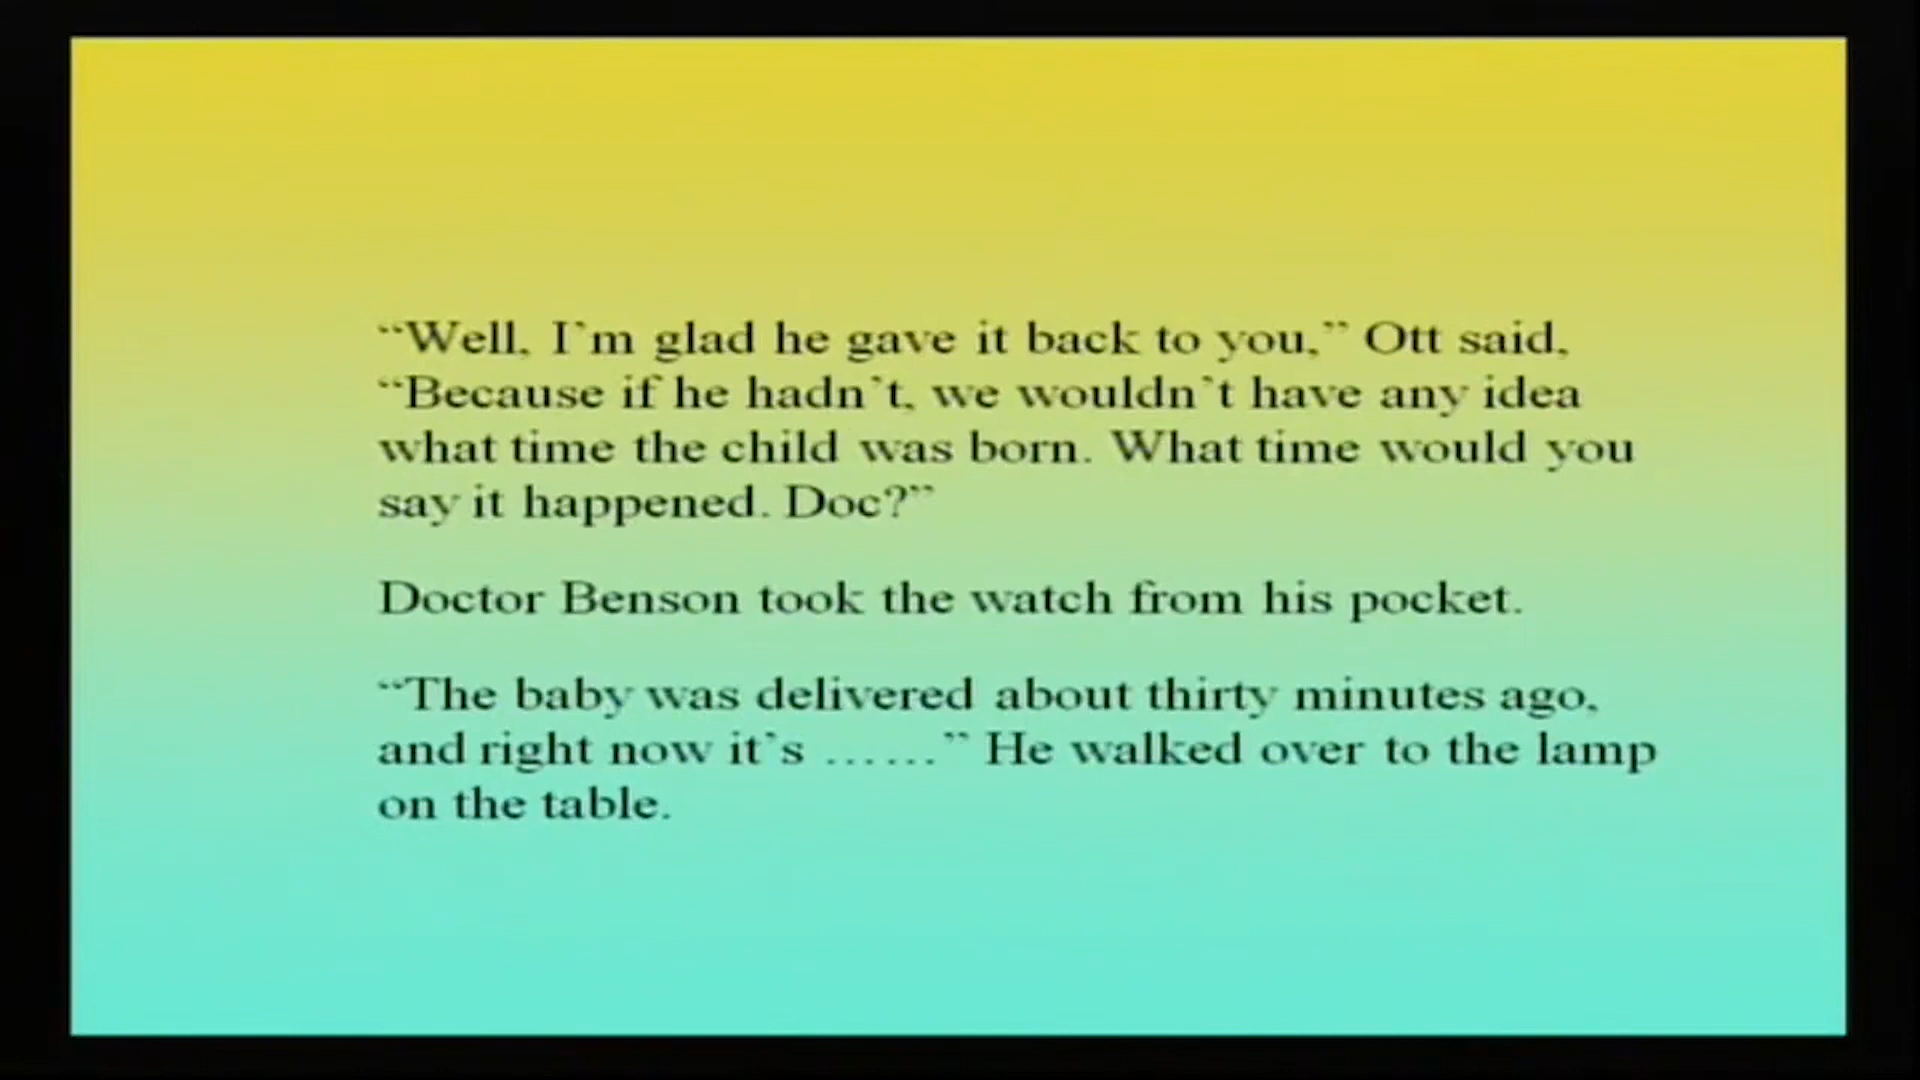 “Well, I`m glad he gave it back to you,” Ott said,
“Because if he hadn`t, we wouldn`t have any idea
what time the child was born. What time would you
say it happened. Doc?”
Doctor Benson took the watch from his pocket.
“The baby was delivered about thirty minutes ago,
and right now it`s ……” He walked over to the lamp
on the table.